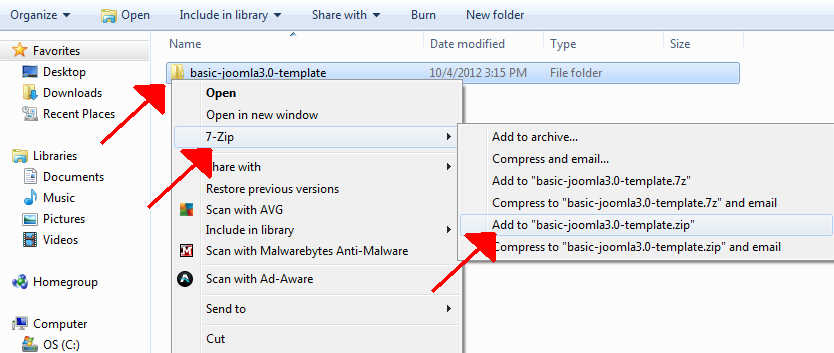 Organize Open Include in library Share with Burn New folder
Name Date modified Type Size
Favorites
Desktop
Downloads
Recent Places
Libraries
Documents
Music
Pictures
Videos
Homegroup
Computer
OS (C:)
basic-joomla3.0-template 10/4/2012 3:15 PM File folder
Open
Open in new window
7-Zip
Share with
Restore previous versions
Scan with AVG
Include in library
Scan with Malwarebytes Anti-Malware
Scan with Ad-Aware
Send to
Cut
Add to archive...
Compress and email...
Add to "basic-joomla3.0-template.7z"
Compress to "basic-joomla3.0-template.7z" and email
Add to "basic-joomla3.0-template.zip"
Compress to "basic-joomla3.0-template.zip" and email